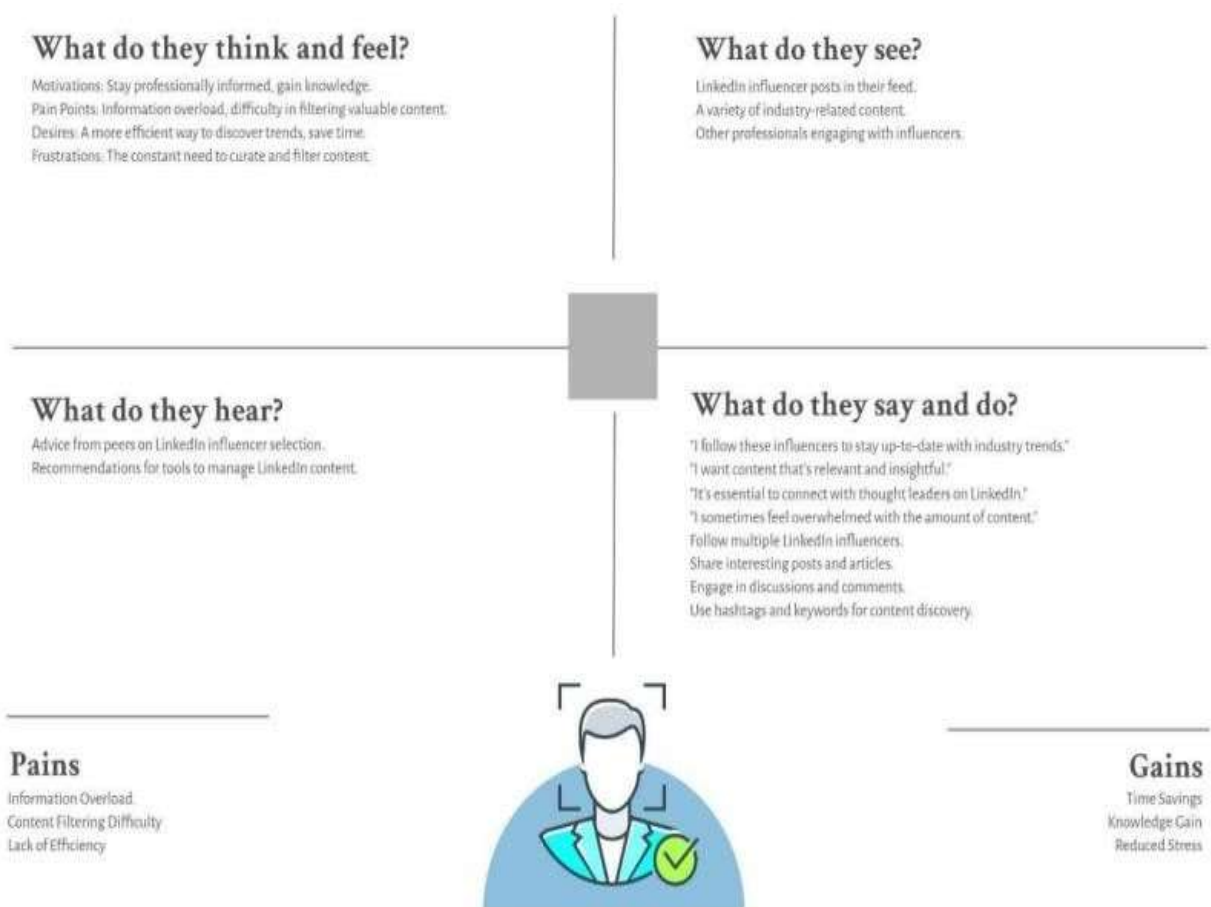 What do they think and feel?
Motivations: Stay professionally informed, gain knowledge.
Pain Points: Information overload, difficulty in filtering valuable content.
Desires: A more efficient way to discover trends, save time.
Frustrations: The constant need to curate and filter content.
What do they see?
LinkedIn influencer posts in their feed.
A variety of industry-related content.
Other professionals engaging with influencers.
What do they hear?
Advice from peers on LinkedIn influencer selection.
Recommendations for tools to manage LinkedIn content.
What do they say and do?
"I follow these influencers to stay up-to-date with industry trends."
"I want content that's relevant and insightful."
"It's essential to connect with thought leaders on LinkedIn."
"I sometimes feel overwhelmed with the amount of content."
Follow multiple LinkedIn influencers.
Share interesting posts and articles.
Engage in discussions and comments.
Use hashtags and keywords for content discovery.
Pains
Information Overload
Content Filtering Difficulty
Lack of Efficiency
Gains
Time Savings
Knowledge Gain
Reduced Stress